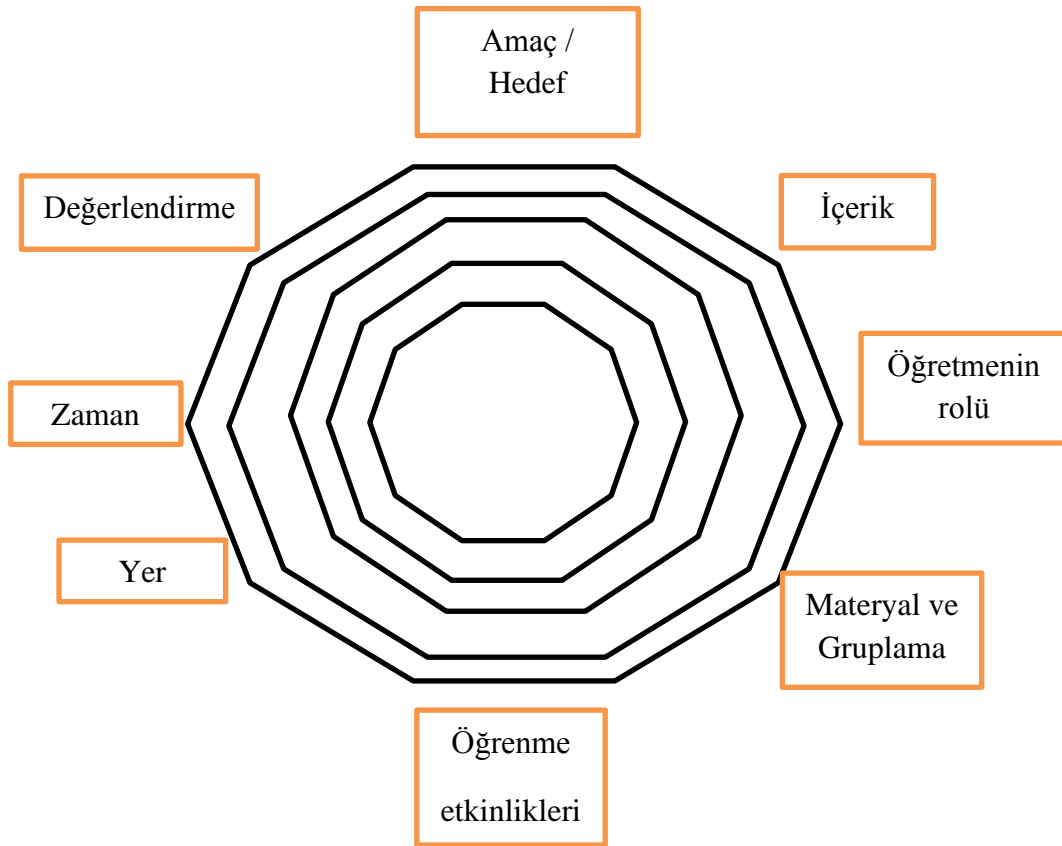 Amaç /
Hedef
Değerlendirme
İçerik
Öğretmenin
rolü
Zaman
Yer
Materyal ve
Gruplama
Öğrenme
etkinlikleri